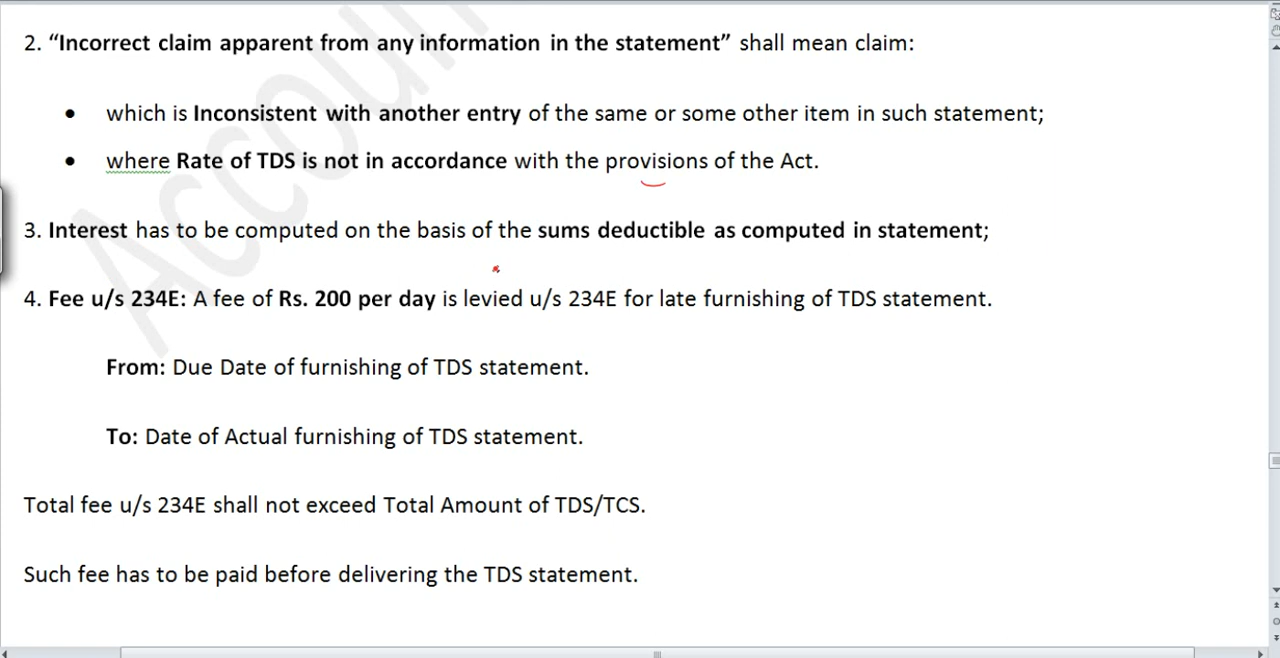 2. “Incorrect claim apparent from any information in the statement” shall mean claim:
• which is Inconsistent with another entry of the same or some other item in such statement;
• where Rate of TDS is not in accordance with the provisions of the Act.
3. Interest has to be computed on the basis of the sums deductible as computed in statement;
4. Fee u/s 234E: A fee of Rs. 200 per day is levied u/s 234E for late furnishing of TDS statement.
From: Due Date of furnishing of TDS statement.
To: Date of Actual furnishing of TDS statement.
Total fee u/s 234E shall not exceed Total Amount of TDS/TCS.
Such fee has to be paid before delivering the TDS statement.